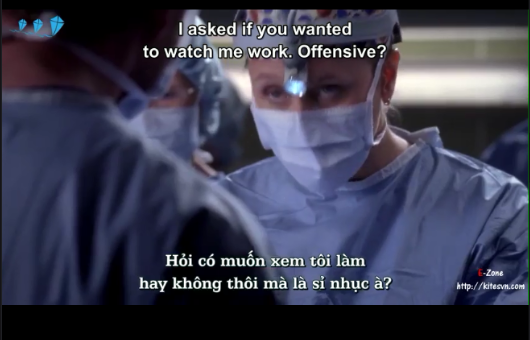 I asked if you wanted
to watch me work. Offensive?
Hỏi có muốn xem tôi làm
hay không thôi mà là sỉ nhục à?
K-Zone
http://kitesvn.com